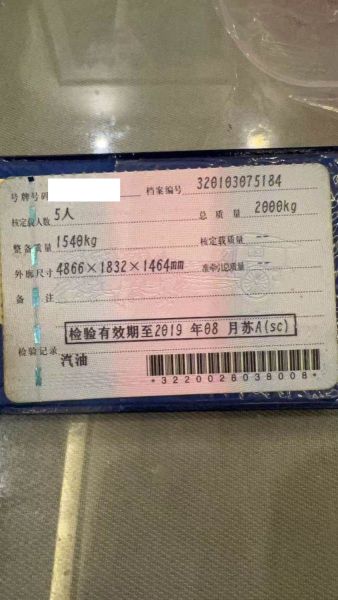 号牌号码 档案编号 320103075184
核定载人数 5人 总质量 2000kg
整备质量 1540kg 核定载质量
外廓尺寸 4866×1832×1464mm 准牵引总质量
备注
检验有效期至2019 年08 月苏A(sc)
检验记录
汽油
*3220028038008*